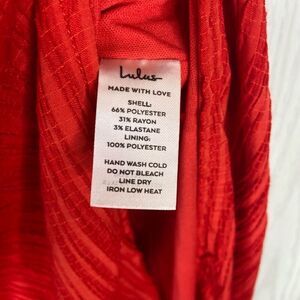 Lulus
MADE WITH LOVE
SHELL:
66% POLYESTER
31% RAYON
3% ELASTANE
LINING:
100% POLYESTER
HAND WASH COLD
DO NOT BLEACH
LINE DRY
IRON LOW HEAT